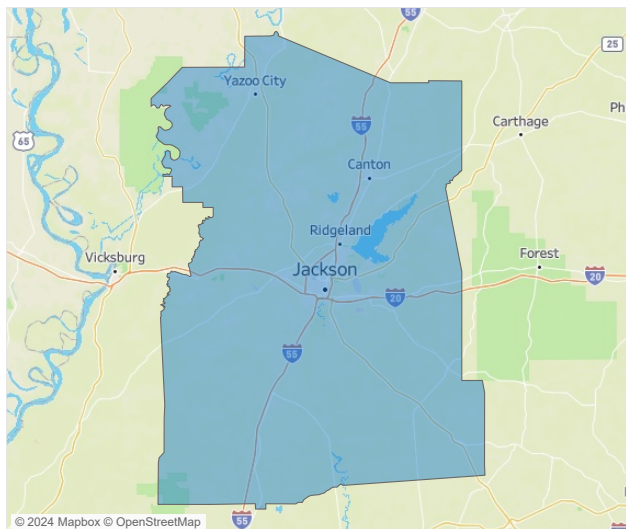 55
25
Yazoo City
Ph
Carthage
65
55
Canton
Ridgeland
Vicksburg
Forest
Jackson
20
20
55
55
© 2024 Mapbox © OpenStreetMap